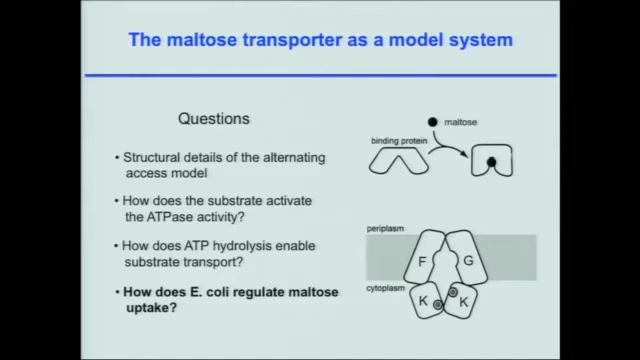 The maltose transporter as a model system
Questions
• Structural details of the alternating
access model
• How does the substrate activate
the ATPase activity?
• How does ATP hydrolysis enable
substrate transport?
• How does E. coli regulate maltose
uptake?
maltose
binding protein
periplasm
F
G
cytoplasm
K
K